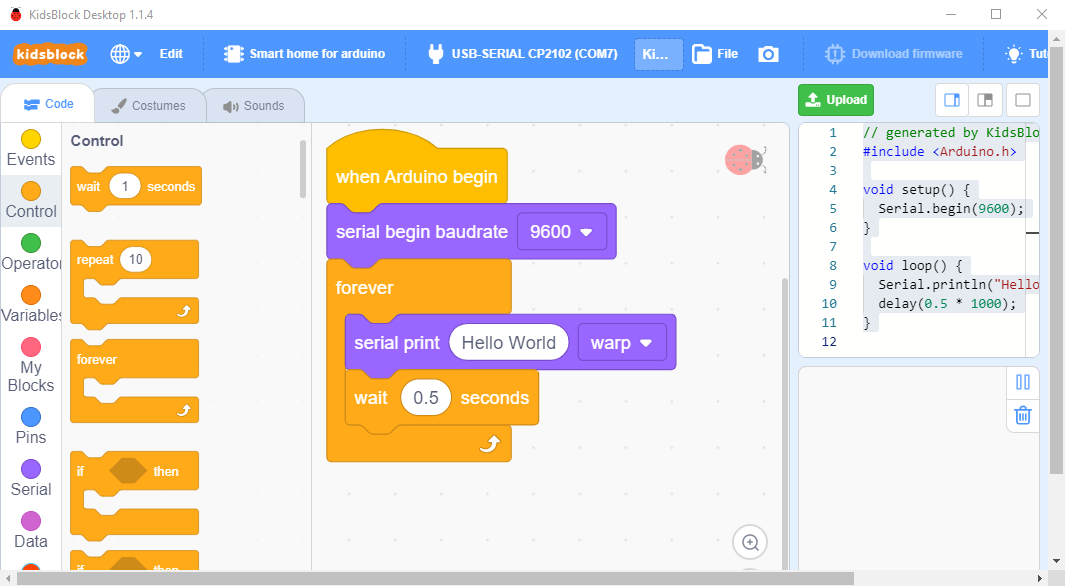 KidsBlock Desktop 1.1.4
kidsblock Edit Smart home for arduino USB-SERIAL CP2102 (COM7) Ki... File Download firmware Tut
Code Costumes Sounds
Upload
Events
Control
Operator
Variables
My
Blocks
Pins
Serial
Data
Control
wait 1 seconds
repeat 10
forever
if then
if then
when Arduino begin
serial begin baudrate 9600
forever
serial print Hello World warp
wait 0.5 seconds
1 // generated by KidsBlo
2 #include <Arduino.h>
3
4 void setup() {
5 Serial.begin(9600);
6 }
7
8 void loop() {
9 Serial.println("Hello
10 delay(0.5 * 1000);
11 }
12